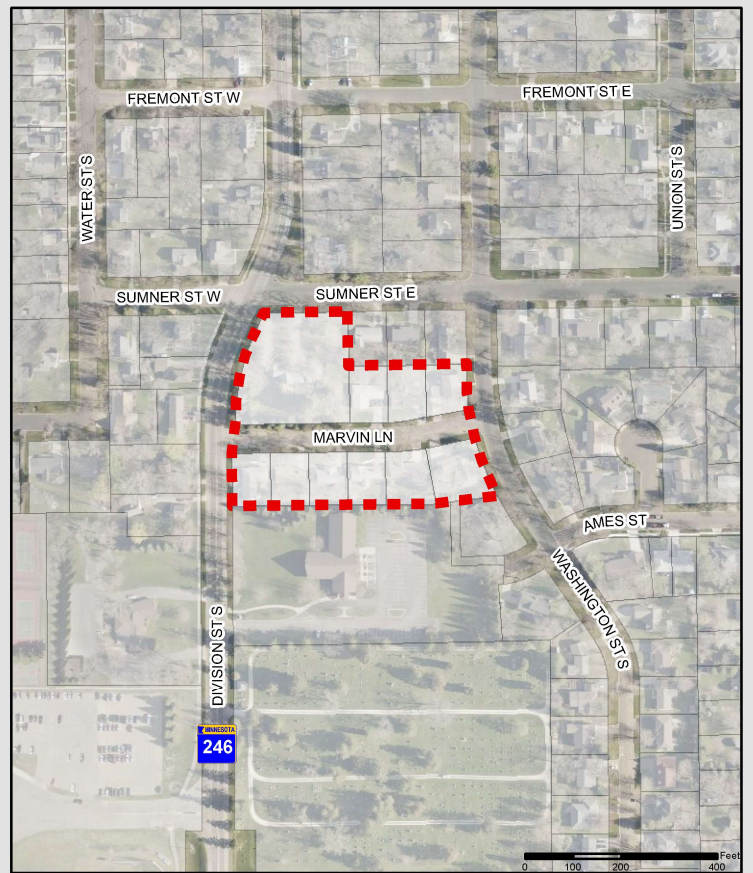 FREMONT ST W
FREMONT ST E
WATER ST S
UNION ST S
SUMNER ST W
SUMNER ST E
MARVIN LN
AMES ST
WASHINGTON ST S
DIVISION ST S
MINNESOTA
246
Feet
0 100 200 400